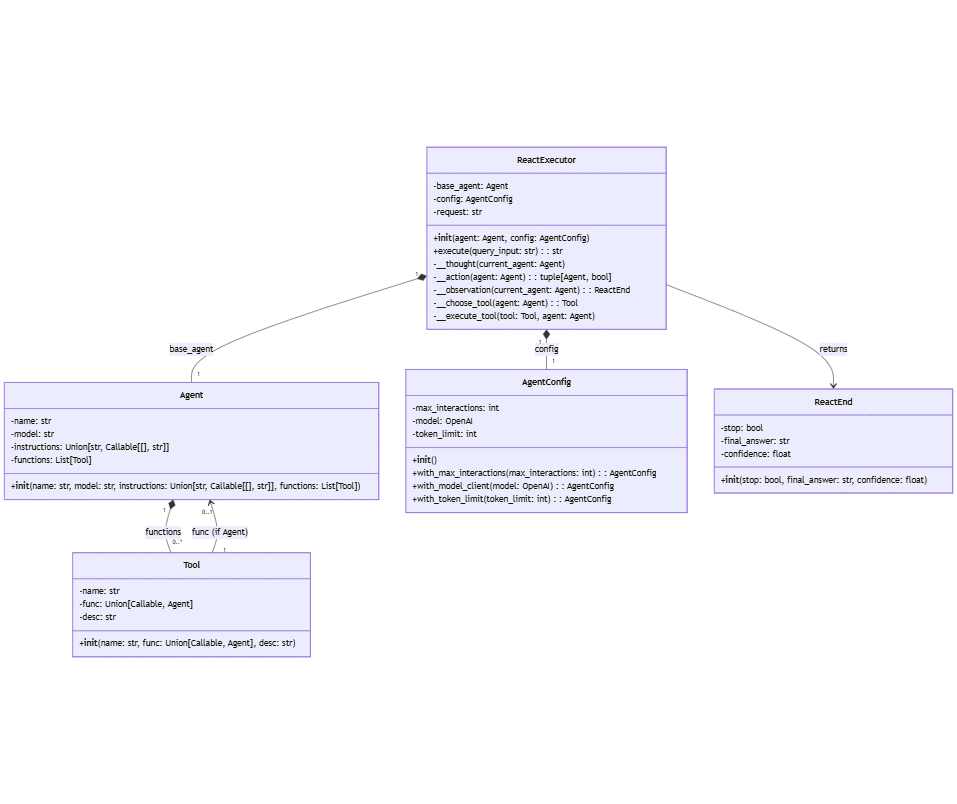 ReactExecutor
-base_agent: Agent
-config: AgentConfig
-request: str
+init(agent: Agent, config: AgentConfig)
+execute(query_input: str) : : str
-__thought(current_agent: Agent)
-__action(agent: Agent) : : tuple[Agent, bool]
-__observation(current_agent: Agent) : : ReactEnd
-__choose_tool(agent: Agent) : : Tool
-__execute_tool(tool: Tool, agent: Agent)
1
1
base_agent
config
returns
1
1
Agent
-name: str
-model: str
-instructions: Union[str, Callable[[], str]]
-functions: List[Tool]
+init(name: str, model: str, instructions: Union[str, Callable[[], str]], functions: List[Tool])
AgentConfig
-max_interactions: int
-model: OpenAI
-token_limit: int
+init()
+with_max_interactions(max_interactions: int) : : AgentConfig
+with_model_client(model: OpenAI) : : AgentConfig
+with_token_limit(token_limit: int) : : AgentConfig
ReactEnd
-stop: bool
-final_answer: str
-confidence: float
+init(stop: bool, final_answer: str, confidence: float)
1
0..1
functions
func (if Agent)
0..*
1
Tool
-name: str
-func: Union[Callable, Agent]
-desc: str
+init(name: str, func: Union[Callable, Agent], desc: str)